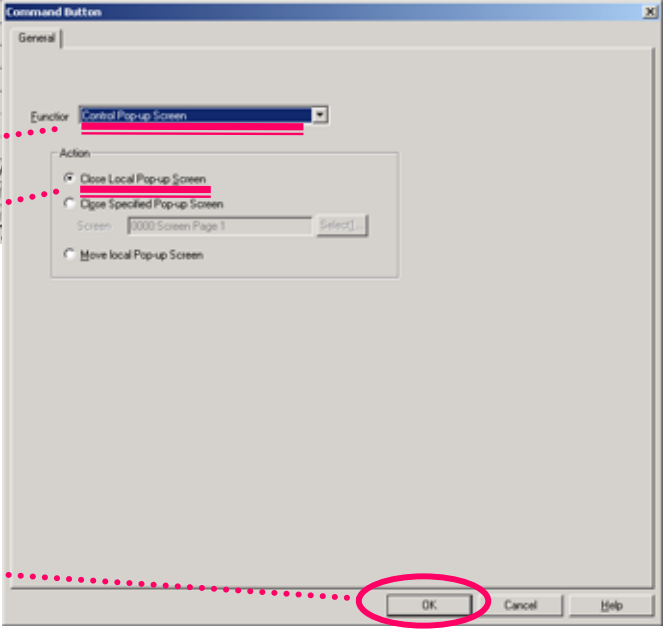 Command Button
General
Function Control Pop-up Screen
Action
Close Local Pop-up Screen
Close Specified Pop-up Screen
Screen 0000:Screen Page 1 Select1...
Move local Pop-up Screen
OK Cancel Help